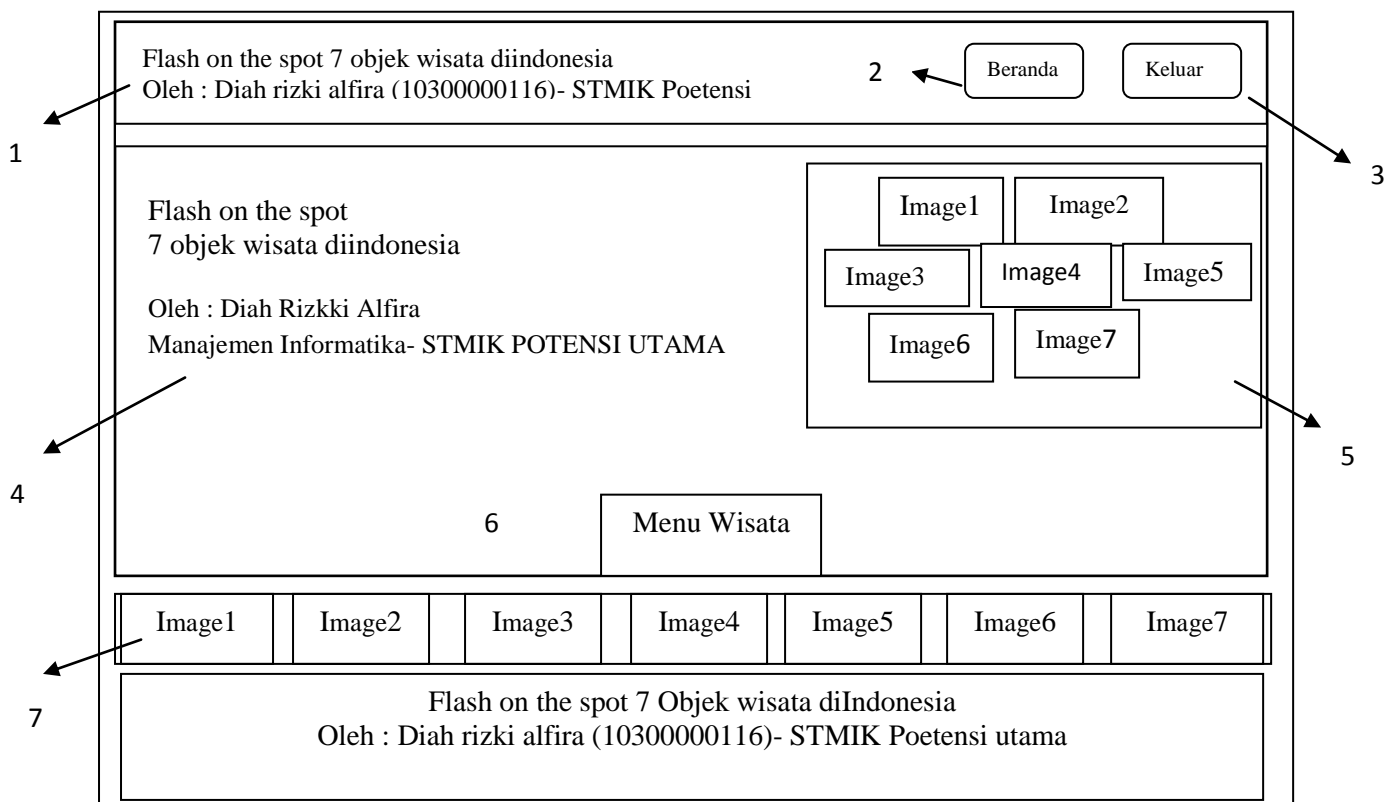 Flash on the spot 7 objek wisata diindonesia
Oleh : Diah rizki alfira (10300000116)- STMIK Poetensi
2
Beranda
Keluar
1
3
Flash on the spot
7 objek wisata diindonesia
Oleh : Diah Rizkki Alfira
Manajemen Informatika- STMIK POTENSI UTAMA
Image1
Image2
Image3
Image4
Image5
Image6
Image7
4
5
6
Menu Wisata
Image1
Image2
Image3
Image4
Image5
Image6
Image7
7
Flash on the spot 7 Objek wisata diIndonesia
Oleh : Diah rizki alfira (10300000116)- STMIK Poetensi utama